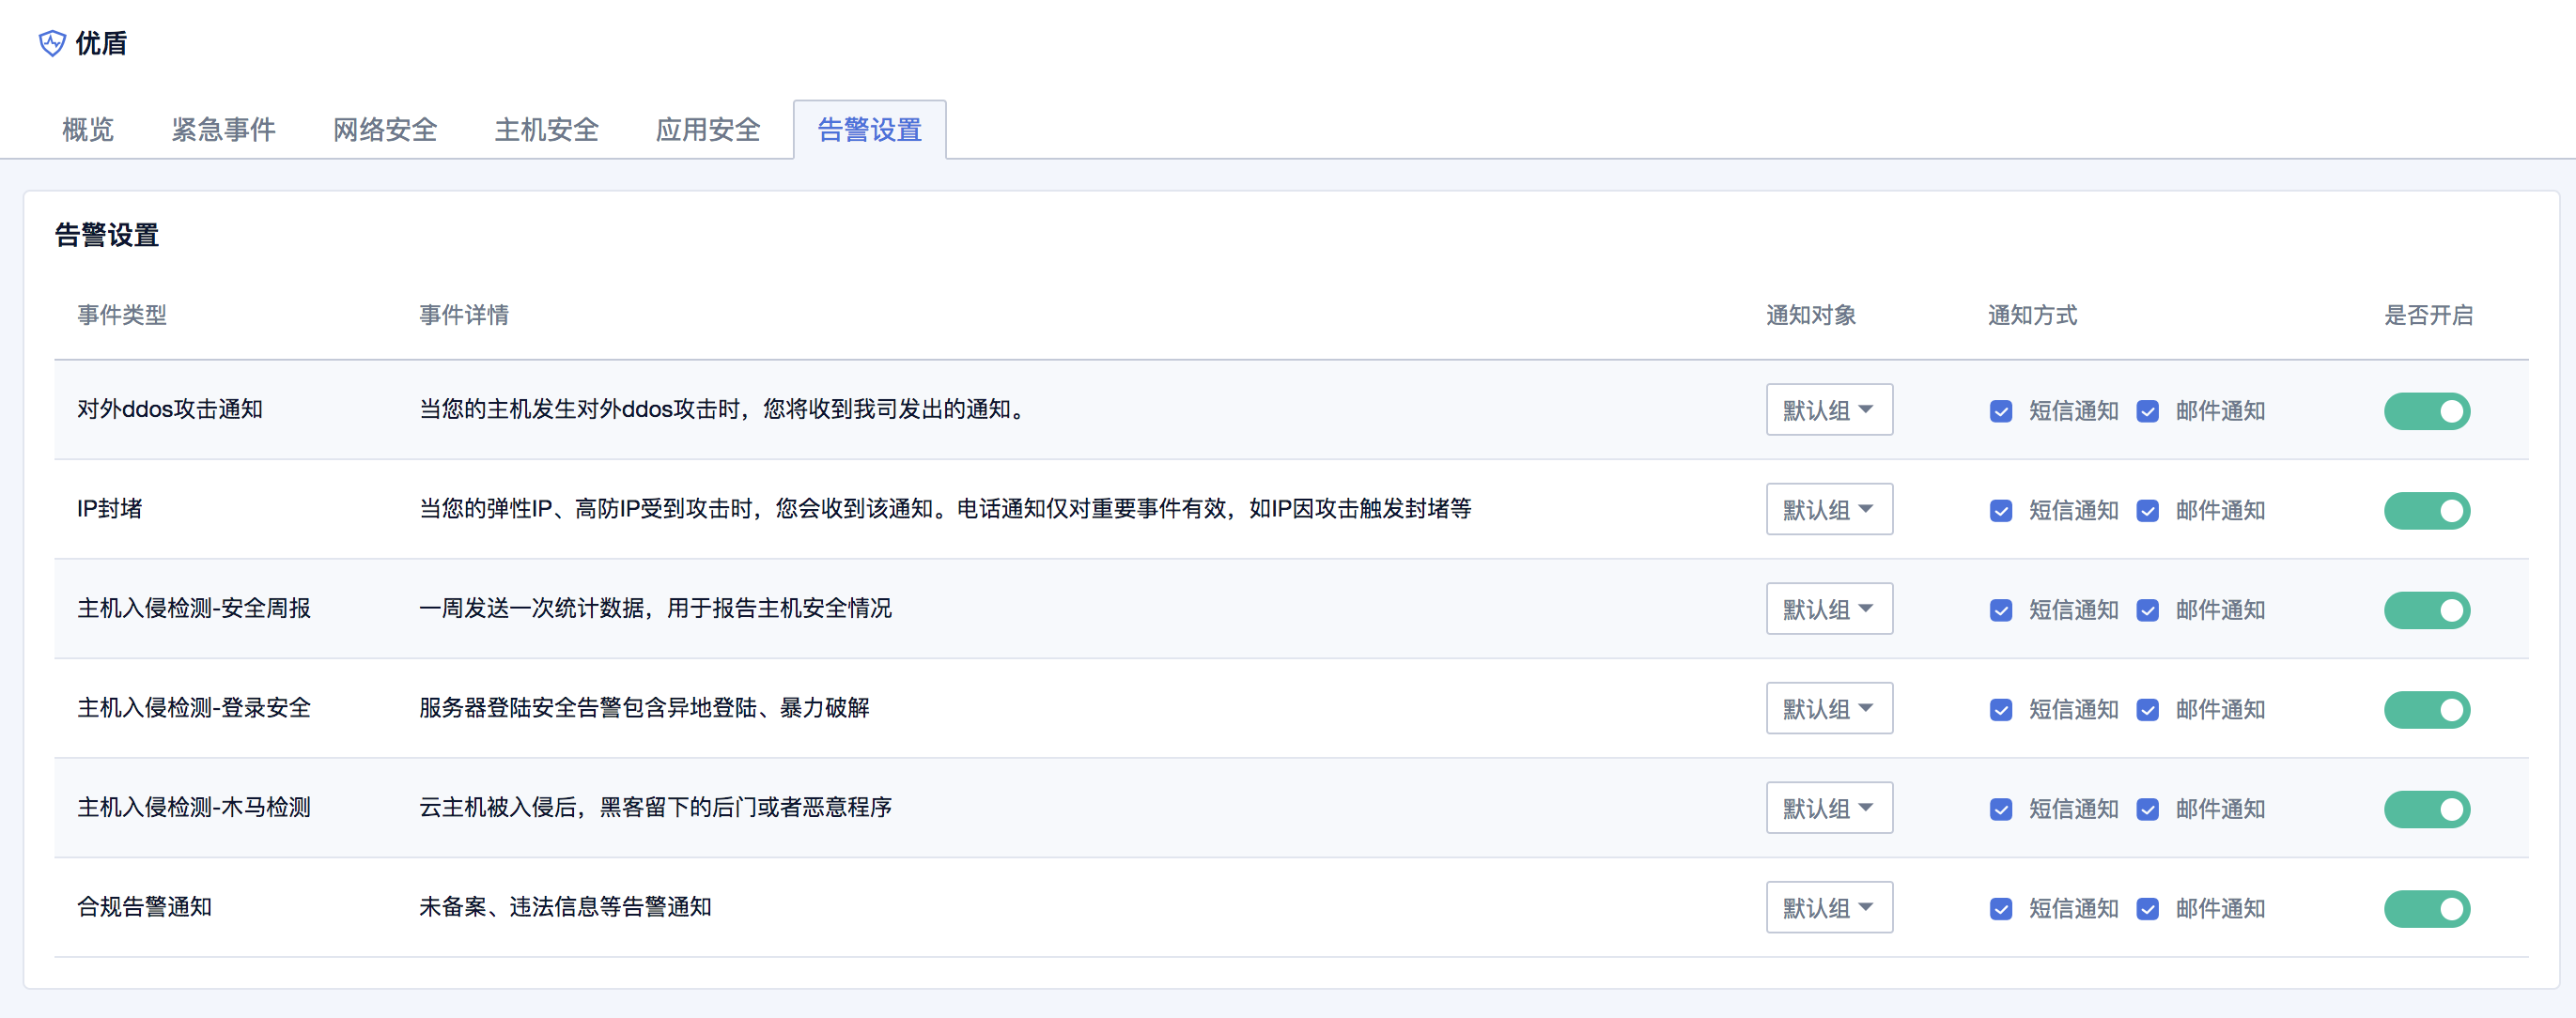 优盾
概览 紧急事件 网络安全 主机安全 应用安全 告警设置
告警设置
事件类型 事件详情 通知对象 通知方式 是否开启
对外ddos攻击通知 当您的主机发生对外ddos攻击时，您将收到我司发出的通知。 默认组 短信通知 邮件通知
IP封堵 当您的弹性IP、高防IP受到攻击时，您会收到该通知。电话通知仅对重要事件有效，如IP因攻击触发封堵等 默认组 短信通知 邮件通知
主机入侵检测-安全周报 一周发送一次统计数据，用于报告主机安全情况 默认组 短信通知 邮件通知
主机入侵检测-登录安全 服务器登陆安全告警包含异地登陆、暴力破解 默认组 短信通知 邮件通知
主机入侵检测-木马检测 云主机被入侵后，黑客留下的后门或者恶意程序 默认组 短信通知 邮件通知
合规告警通知 未备案、违法信息等告警通知 默认组 短信通知 邮件通知